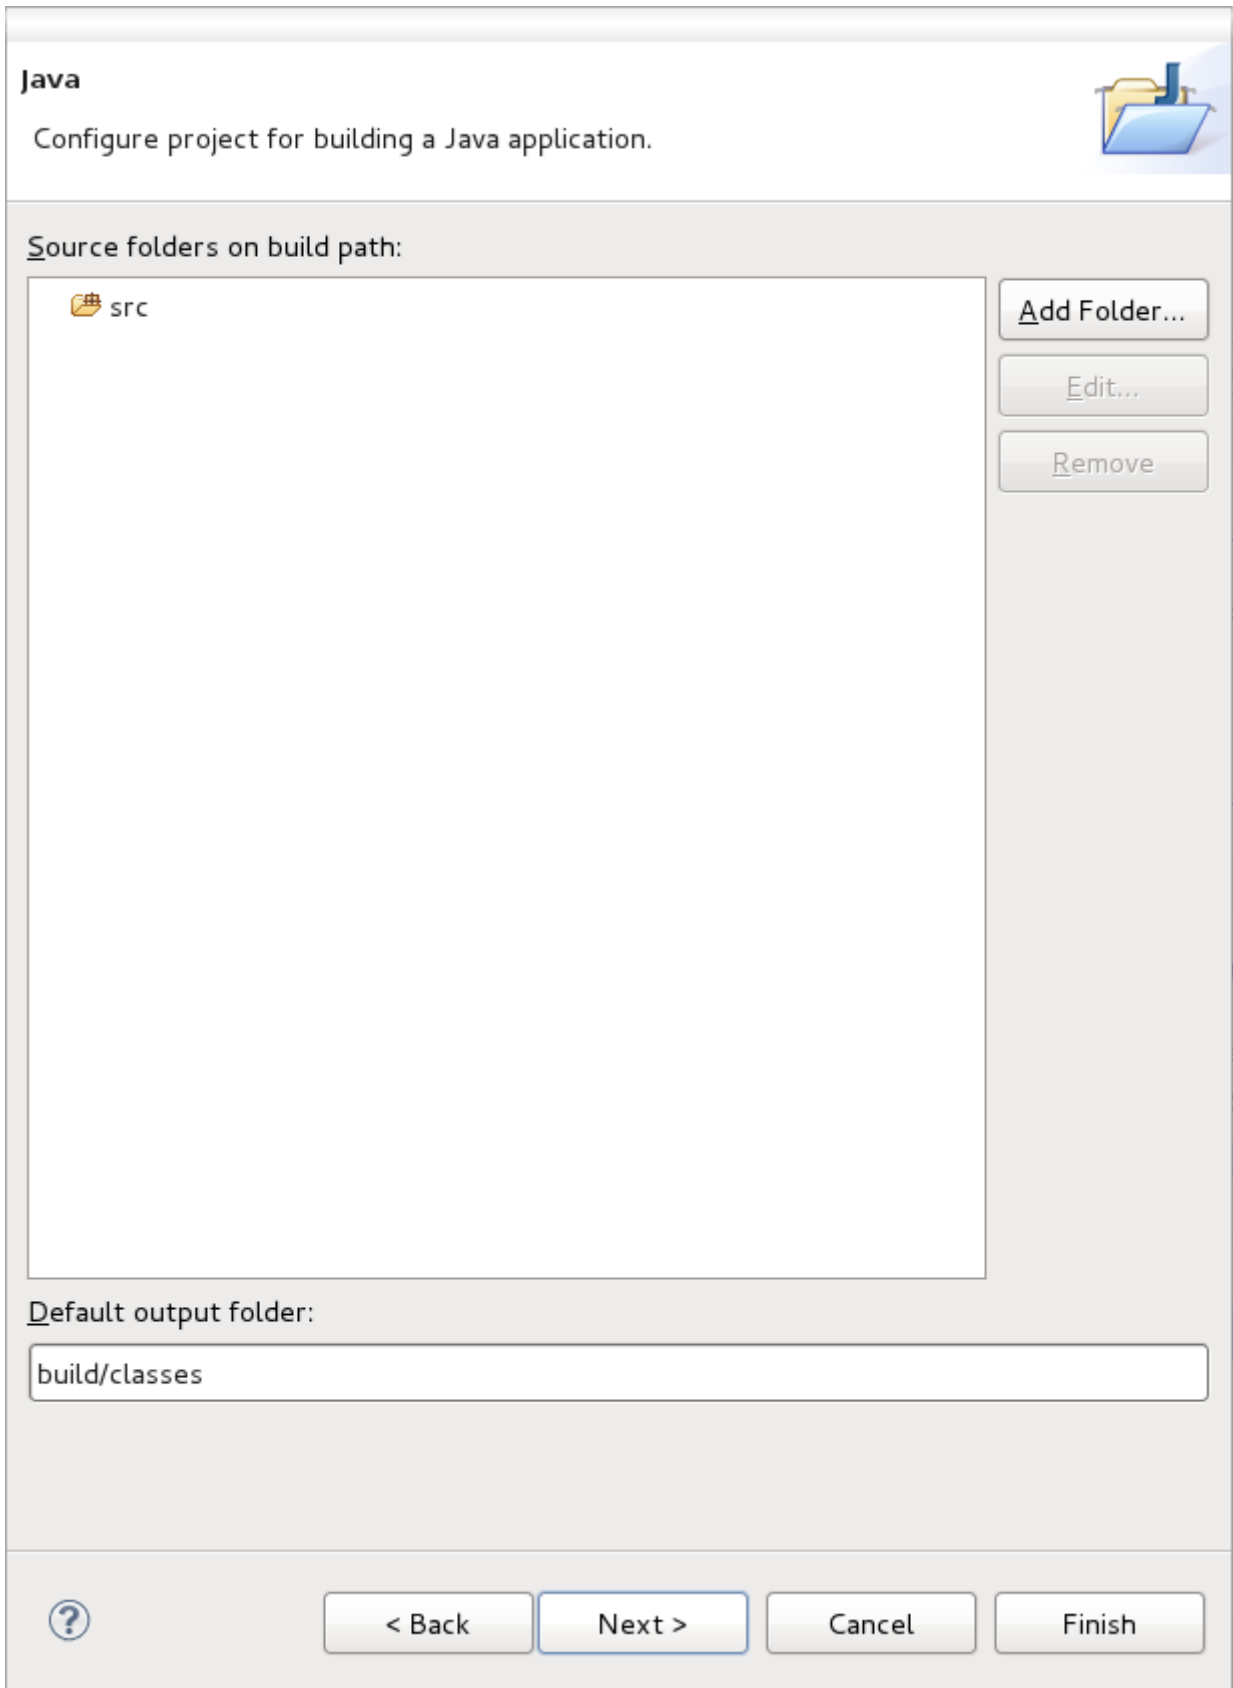 Java
Configure project for building a Java application.
Source folders on build path:
src
Add Folder...
Edit...
Remove
Default output folder:
build/classes
?
< Back
Next >
Cancel
Finish